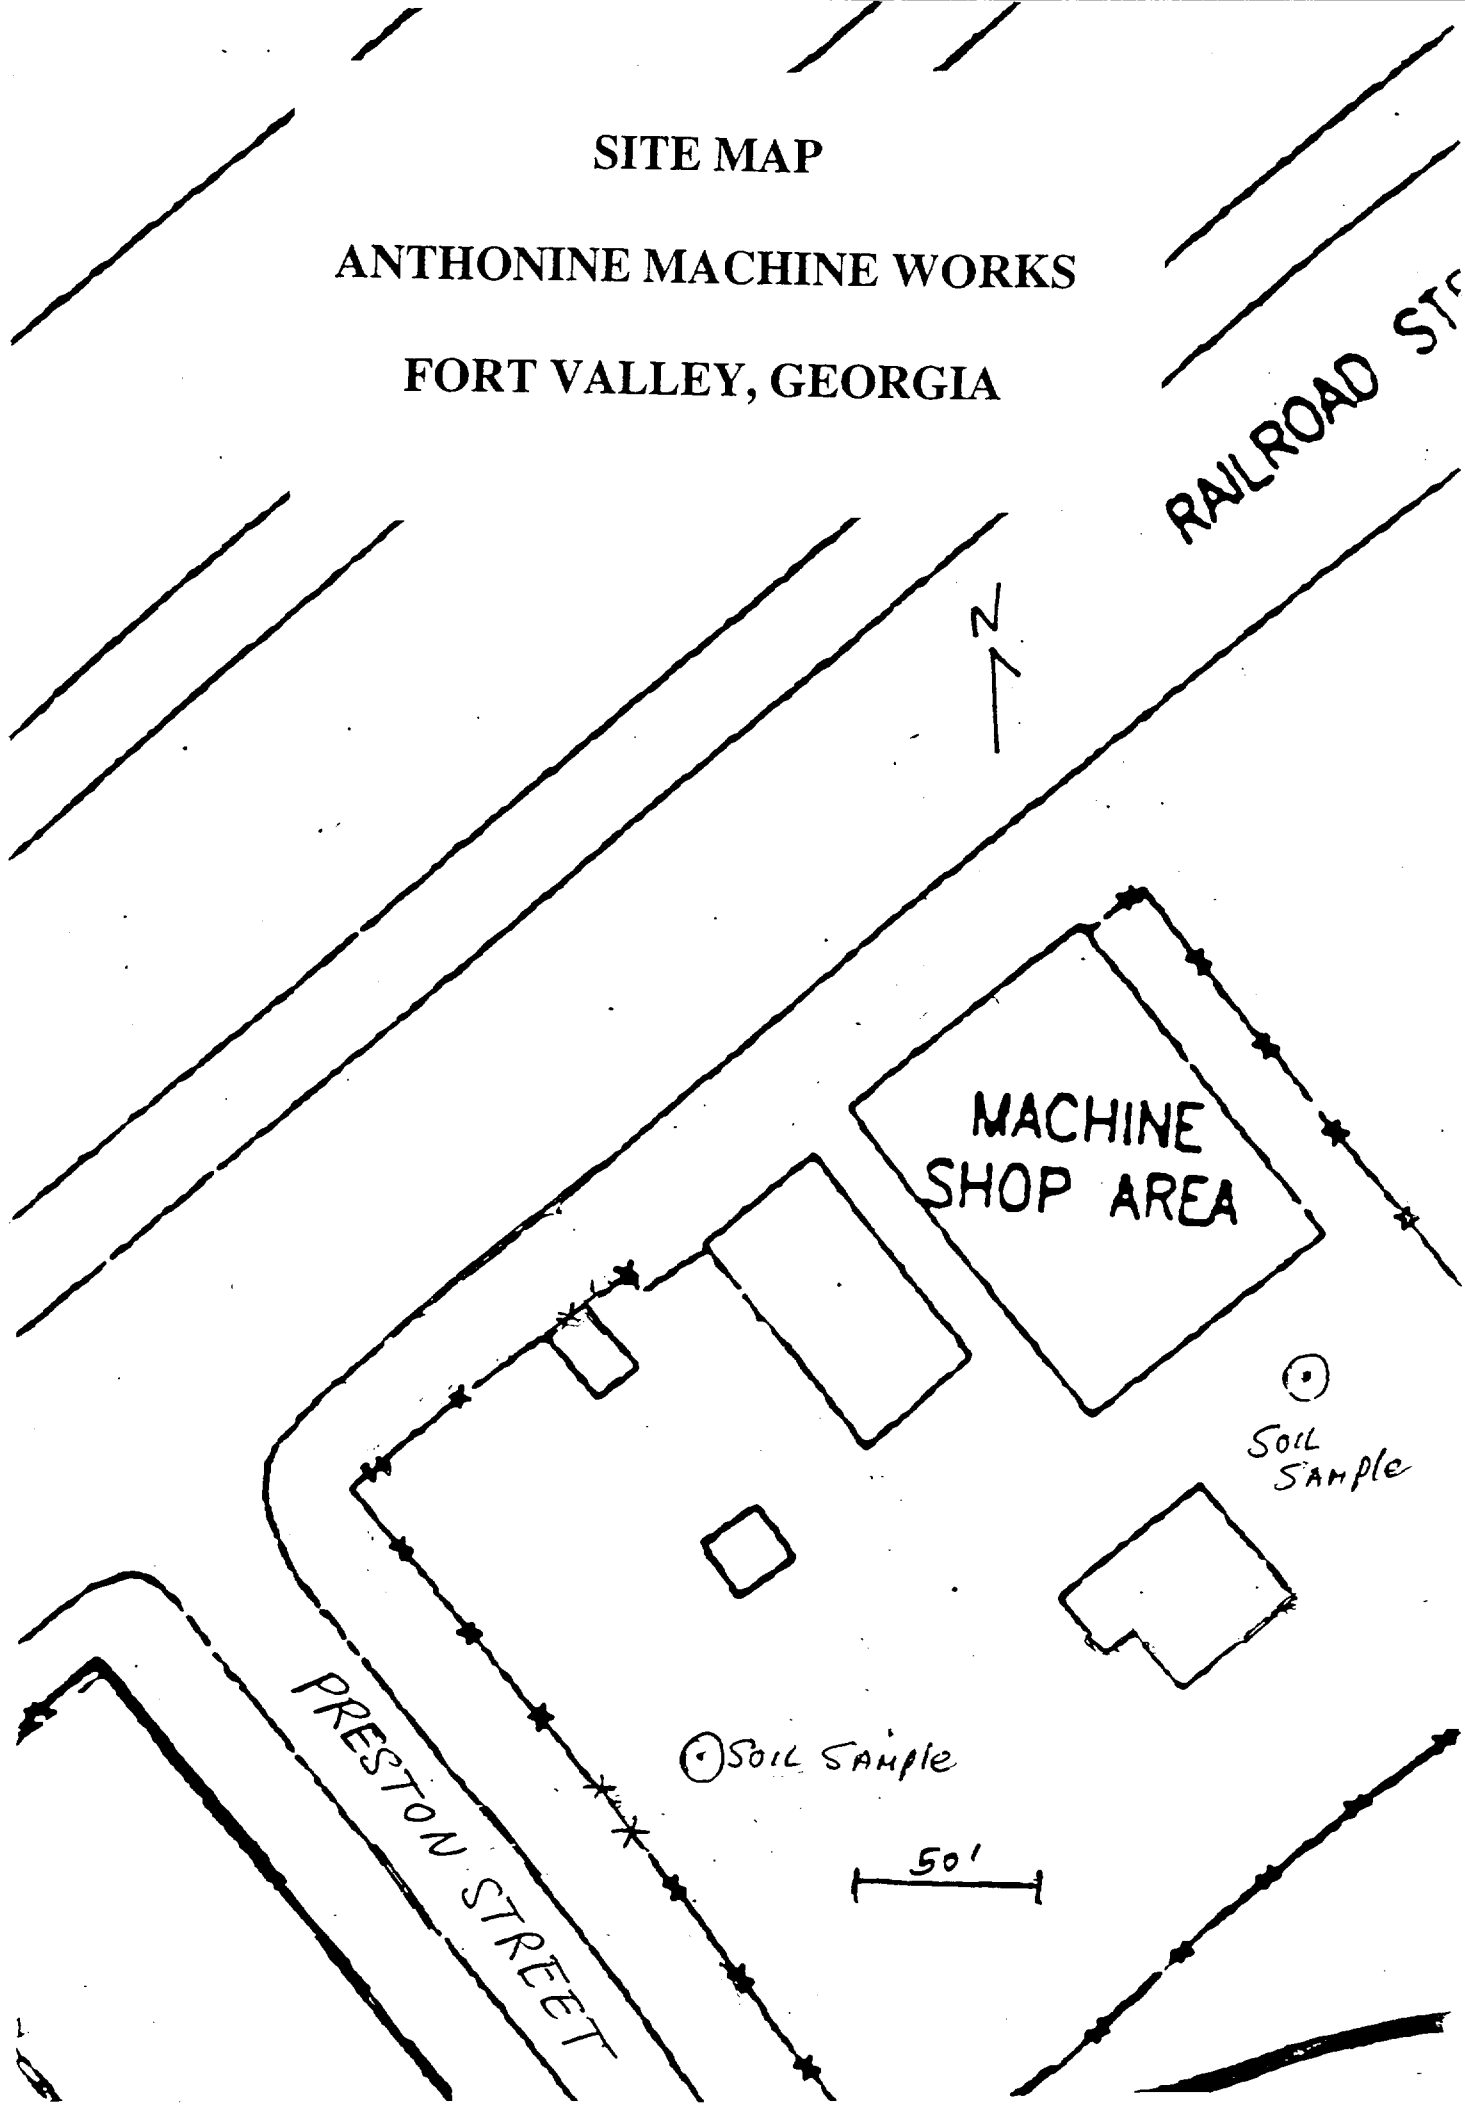 SITE MAP
ANTHONINE MACHINE WORKS
FORT VALLEY, GEORGIA
RAILROAD
N
MACHINE
SHOP AREA
SOIL
SAMPle
SOIL SAMPle
50'
PRESTON STREET